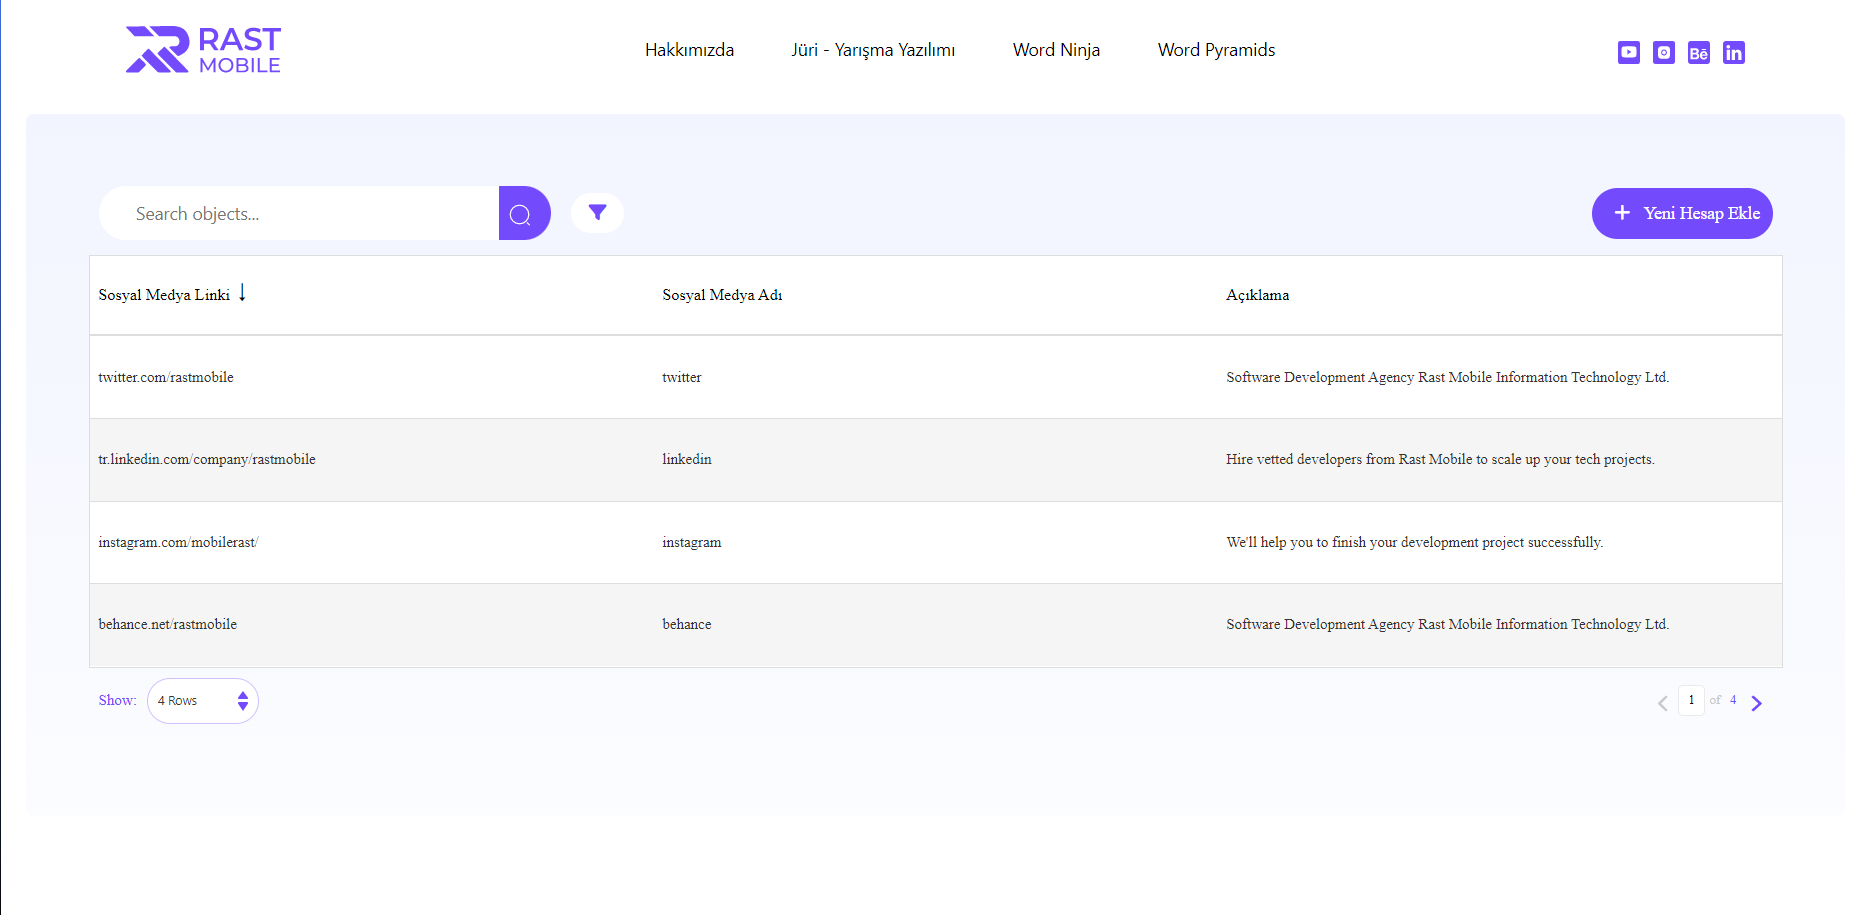 RAST
MOBILE
Hakkımızda Jüri - Yarışma Yazılımı Word Ninja Word Pyramids
Bē in
Search objects...
+ Yeni Hesap Ekle
Sosyal Medya Linki ↓ Sosyal Medya Adı Açıklama
twitter.com/rastmobile twitter Software Development Agency Rast Mobile Information Technology Ltd.
tr.linkedin.com/company/rastmobile linkedin Hire vetted developers from Rast Mobile to scale up your tech projects.
instagram.com/mobilerast/ instagram We'll help you to finish your development project successfully.
behance.net/rastmobile behance Software Development Agency Rast Mobile Information Technology Ltd.
Show: 4 Rows 1 of 4